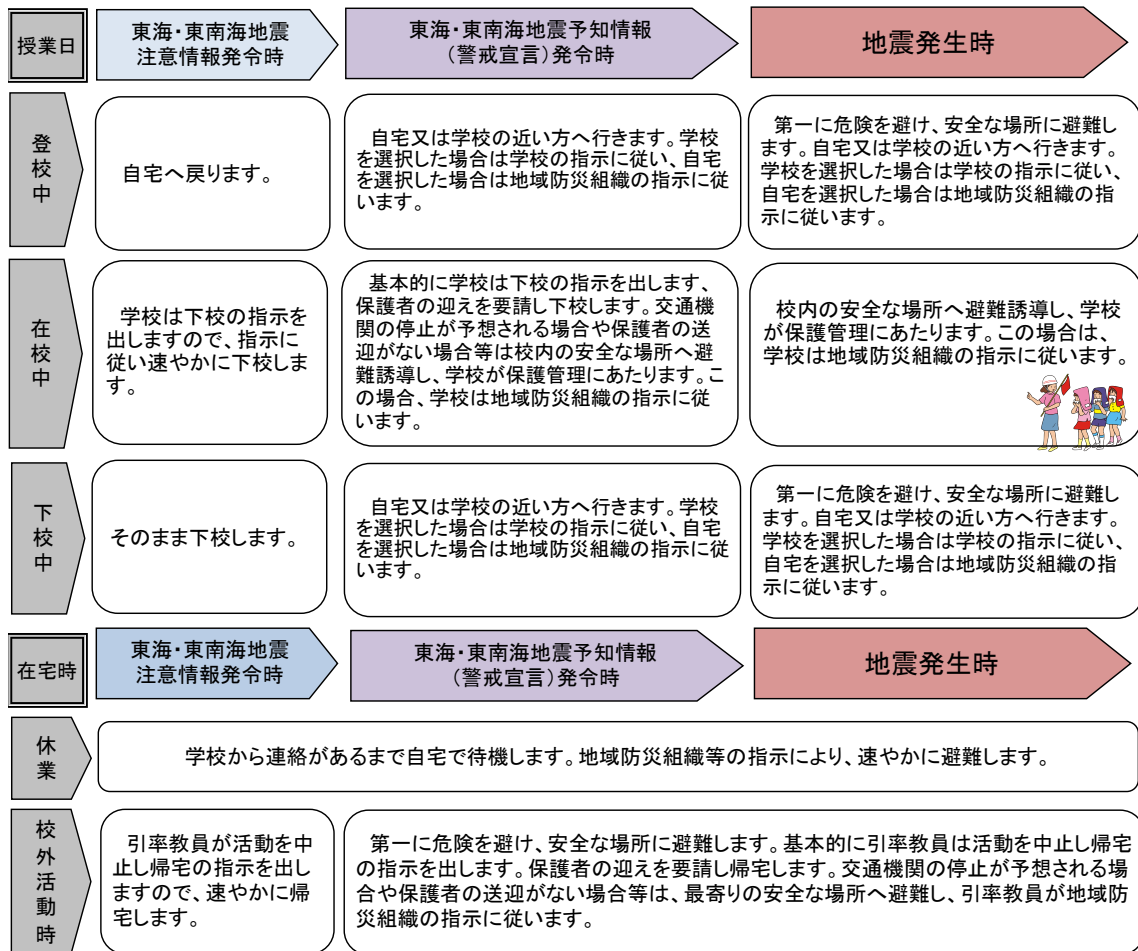 授業日
東海・東南海地震
注意情報発令時
東海・東南海地震予知情報
(警戒宣言)発令時
地震発生時
登校中
自宅へ戻ります。
自宅又は学校の近い方へ行きます。学校
を選択した場合は学校の指示に従い、自宅
を選択した場合は地域防災組織の指示に従
います。
第一に危険を避け、安全な場所に避難し
ます。自宅又は学校の近い方へ行きます。
学校を選択した場合は学校の指示に従い、
自宅を選択した場合は地域防災組織の指
示に従います。
在校中
学校は下校の指示を
出しますので、指示に
従い速やかに下校しま
す。
基本的に学校は下校の指示を出します、
保護者の迎えを要請し下校します。交通機
関の停止が予想される場合や保護者の送
迎がない場合等は校内の安全な場所へ避
難誘導し、学校が保護管理にあたります。こ
の場合、学校は地域防災組織の指示に従
います。
校内の安全な場所へ避難誘導し、学校
が保護管理にあたります。この場合は、
学校は地域防災組織の指示に従います。
下校中
そのまま下校します。
自宅又は学校の近い方へ行きます。学校
を選択した場合は学校の指示に従い、自宅
を選択した場合は地域防災組織の指示に従
います。
第一に危険を避け、安全な場所に避難し
ます。自宅又は学校の近い方へ行きます。
学校を選択した場合は学校の指示に従い、
自宅を選択した場合は地域防災組織の指
示に従います。
在宅時
東海・東南海地震
注意情報発令時
東海・東南海地震予知情報
(警戒宣言)発令時
地震発生時
休業
学校から連絡があるまで自宅で待機します。地域防災組織等の指示により、速やかに避難します。
校外活動時
引率教員が活動を中
止し帰宅の指示を出し
ますので、速やかに帰
宅します。
第一に危険を避け、安全な場所に避難します。基本的に引率教員は活動を中止し帰宅
の指示を出します。保護者の迎えを要請し帰宅します。交通機関の停止が予想される場
合や保護者の送迎がない場合等は、最寄りの安全な場所へ避難し、引率教員が地域防
災組織の指示に従います。